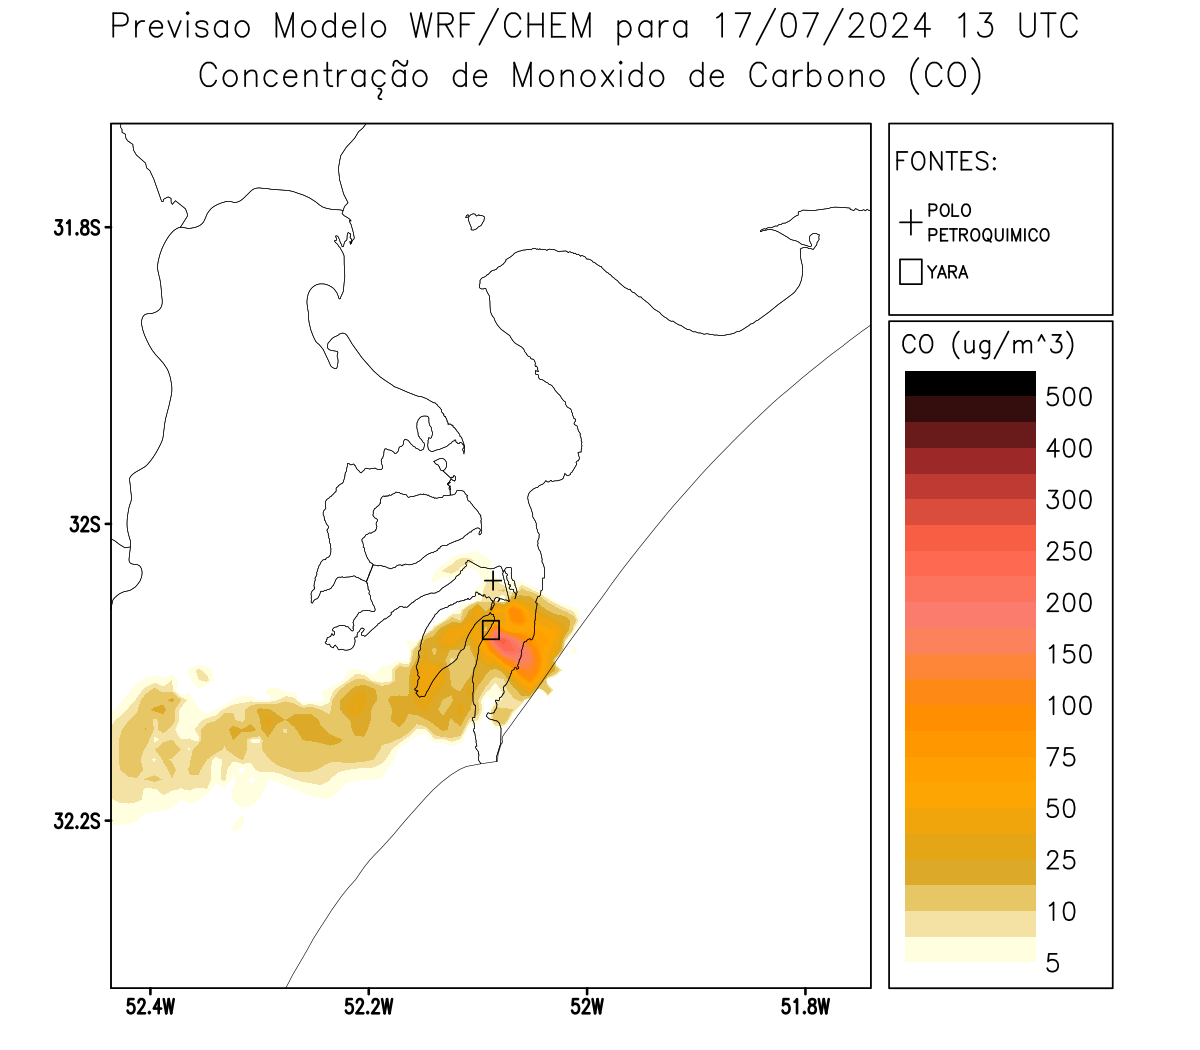 Previsao Modelo WRF/CHEM para 17/07/2024 13 UTC
Concentração de Monoxido de Carbono (CO)
FONTES:
POLO
PETROQUIMICO
YARA
CO (ug/m^3)
500
400
300
250
200
150
100
75
50
25
10
5
31.8S
32S
32.2S
52.4W
52.2W
52W
51.8W